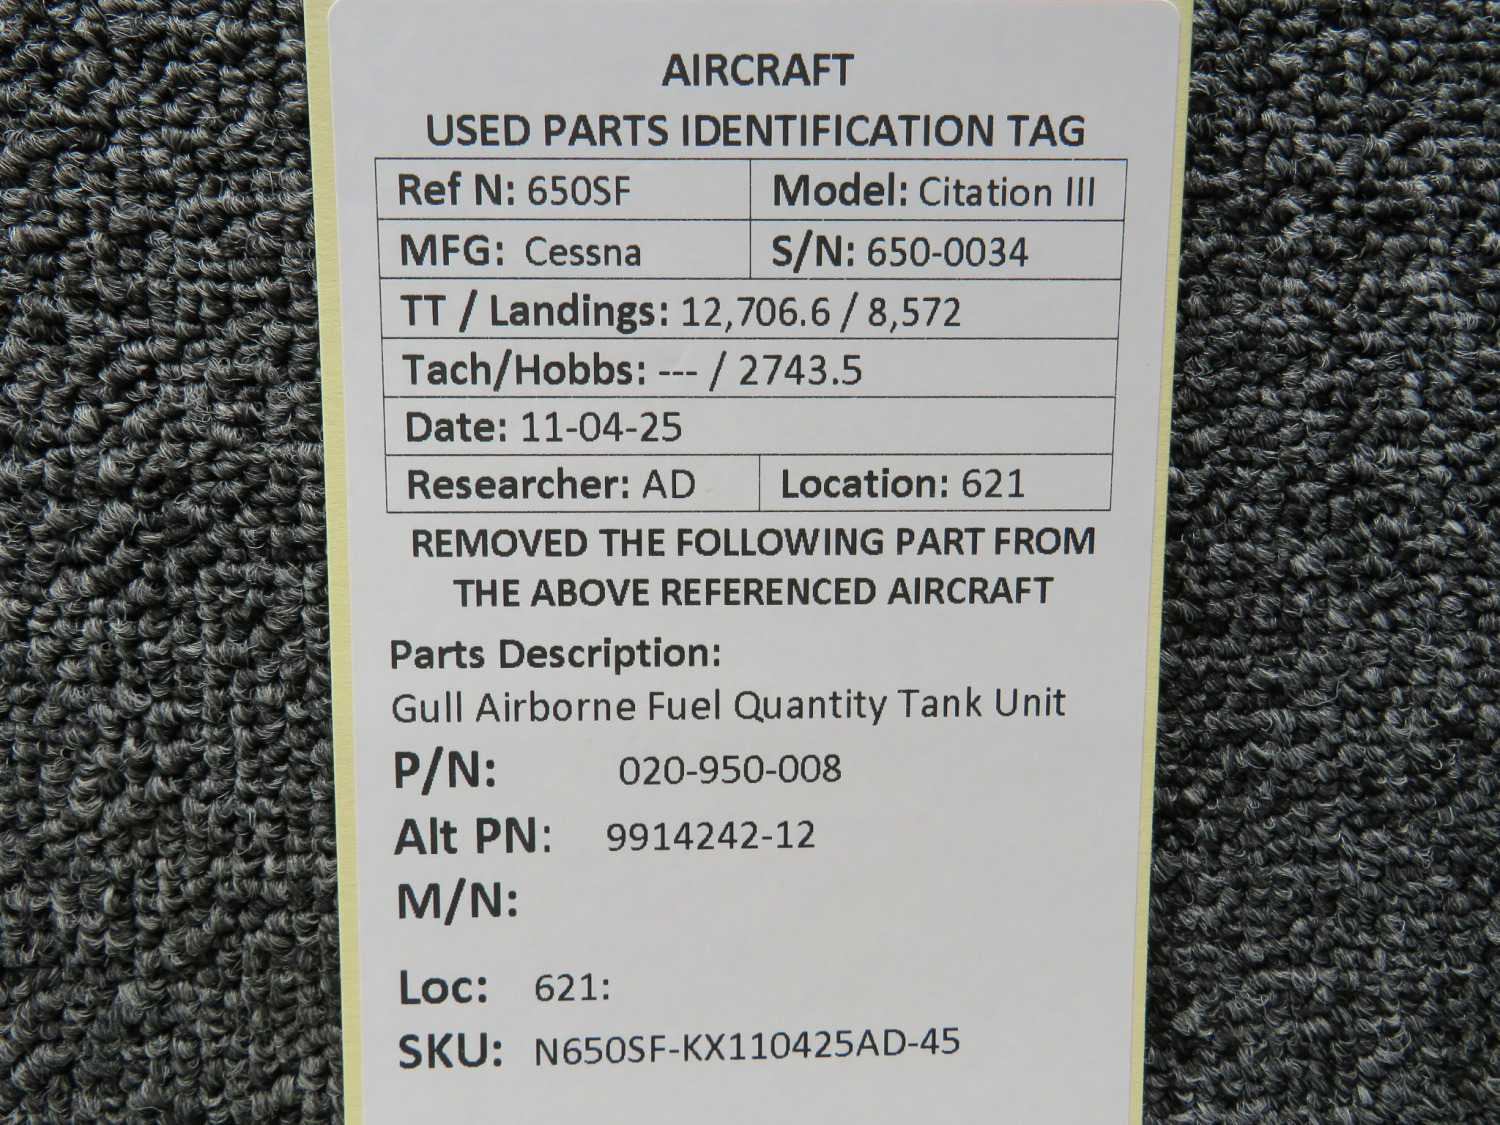 AIRCRAFT
USED PARTS IDENTIFICATION TAG
Ref N: 650SF Model: Citation III
MFG: Cessna S/N: 650-0034
TT / Landings: 12,706.6 / 8,572
Tach/Hobbs: --- / 2743.5
Date: 11-04-25
Researcher: AD Location: 621
REMOVED THE FOLLOWING PART FROM
THE ABOVE REFERENCED AIRCRAFT
Parts Description:
Gull Airborne Fuel Quantity Tank Unit
P/N: 020-950-008
Alt PN: 9914242-12
M/N:
Loc: 621:
SKU: N650SF-KX110425AD-45